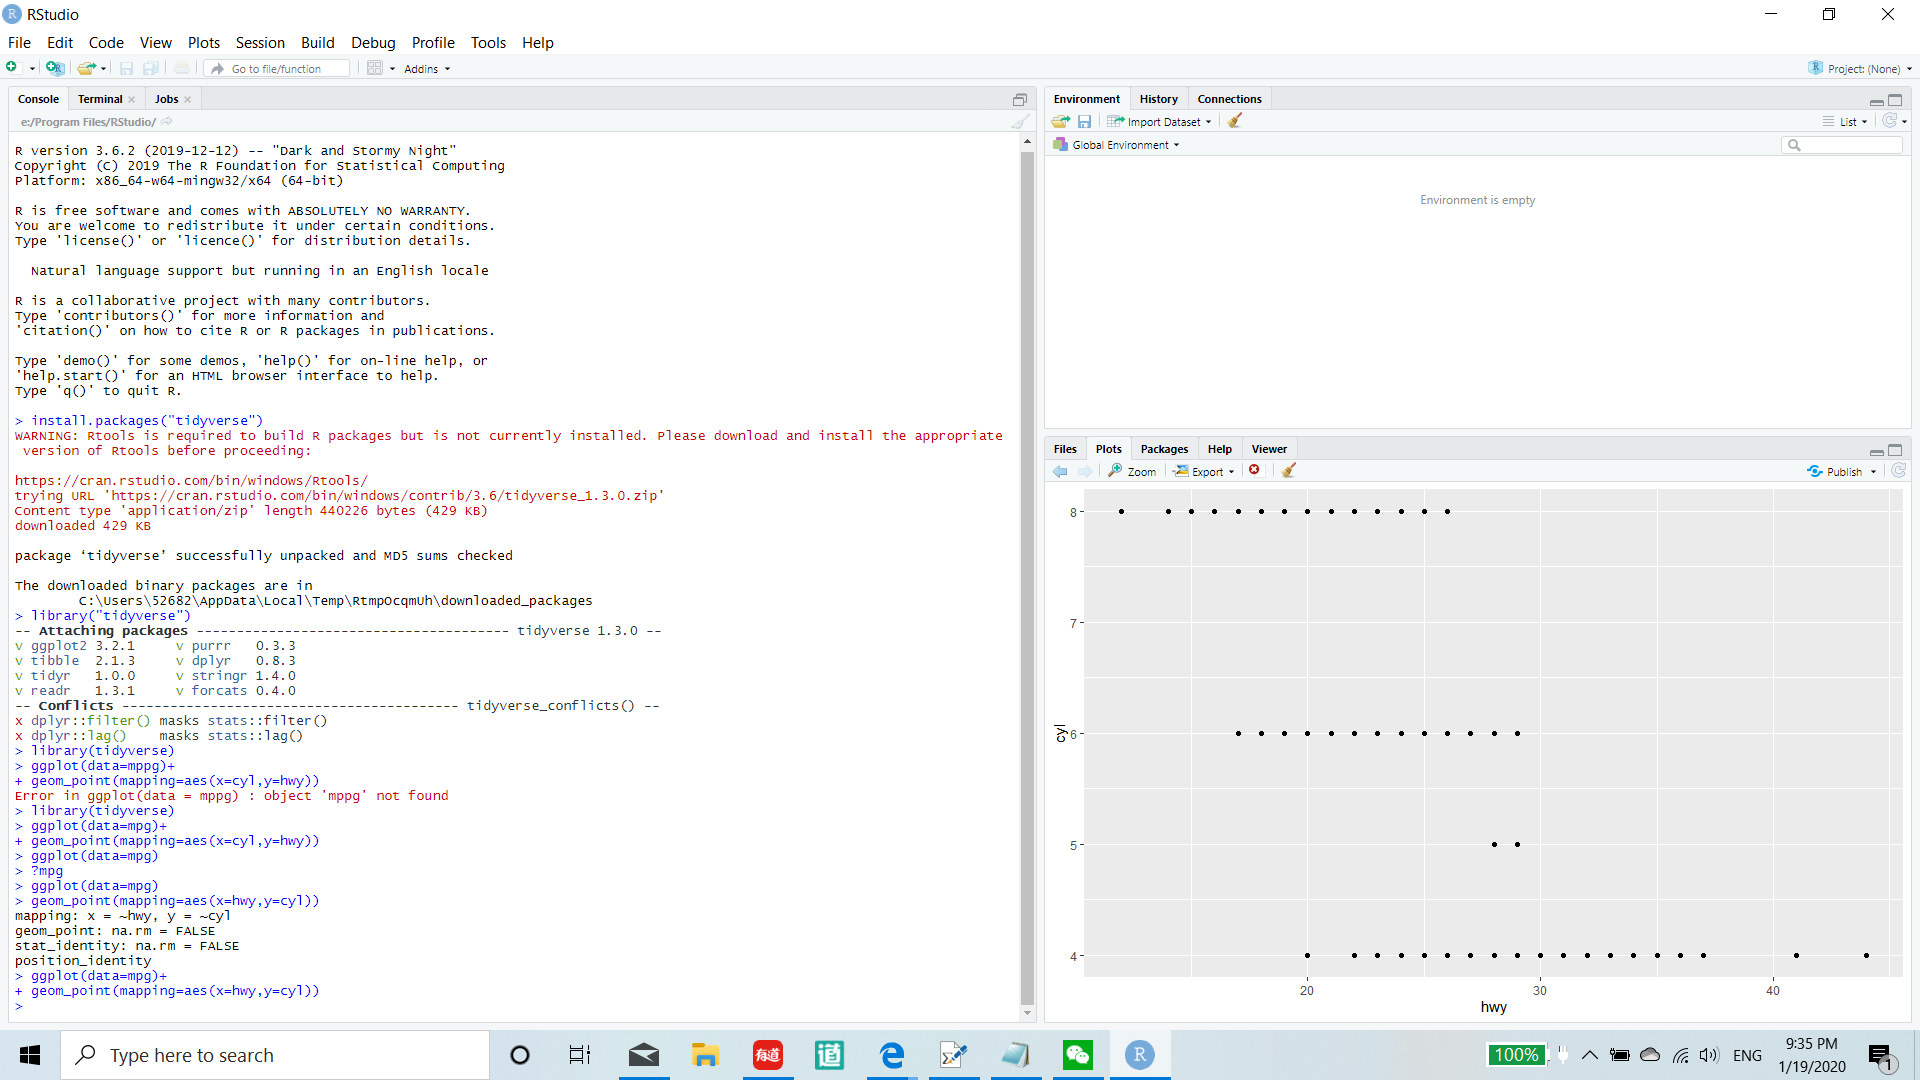 RStudio
File Edit Code View Plots Session Build Debug Profile Tools Help
Go to file/function Addins Project: (None)
Console Terminal Jobs
e:/Program Files/RStudio/
R version 3.6.2 (2019-12-12) -- "Dark and Stormy Night"
Copyright (C) 2019 The R Foundation for Statistical Computing
Platform: x86_64-w64-mingw32/x64 (64-bit)
R is free software and comes with ABSOLUTELY NO WARRANTY.
You are welcome to redistribute it under certain conditions.
Type 'license()' or 'licence()' for distribution details.
Natural language support but running in an English locale
R is a collaborative project with many contributors.
Type 'contributors()' for more information and
'citation()' on how to cite R or R packages in publications.
Type 'demo()' for some demos, 'help()' for on-line help, or
'help.start()' for an HTML browser interface to help.
Type 'q()' to quit R.
> install.packages("tidyverse")
WARNING: Rtools is required to build R packages but is not currently installed. Please download and install the appropriate
version of Rtools before proceeding:
https://cran.rstudio.com/bin/windows/Rtools/
trying URL 'https://cran.rstudio.com/bin/windows/contrib/3.6/tidyverse_1.3.0.zip'
Content type 'application/zip' length 440226 bytes (429 KB)
downloaded 429 KB
package ‘tidyverse’ successfully unpacked and MD5 sums checked
The downloaded binary packages are in
C:\Users\52682\AppData\Local\Temp\RtmpOcqmUh\downloaded_packages
> library("tidyverse")
-- Attaching packages --------------------------------------- tidyverse 1.3.0 --
v ggplot2 3.2.1 v purrr 0.3.3
v tibble 2.1.3 v dplyr 0.8.3
v tidyr 1.0.0 v stringr 1.4.0
v readr 1.3.1 v forcats 0.4.0
-- Conflicts ------------------------------------------ tidyverse_conflicts() --
x dplyr::filter() masks stats::filter()
x dplyr::lag() masks stats::lag()
> library(tidyverse)
> ggplot(data=mppg)+
+ geom_point(mapping=aes(x=cyl,y=hwy))
Error in ggplot(data = mppg) : object 'mppg' not found
> library(tidyverse)
> ggplot(data=mpg)+
+ geom_point(mapping=aes(x=cyl,y=hwy))
> ggplot(data=mpg)
> ?mpg
> ggplot(data=mpg)
> geom_point(mapping=aes(x=hwy,y=cyl))
mapping: x = ~hwy, y = ~cyl
geom_point: na.rm = FALSE
stat_identity: na.rm = FALSE
position_identity
> ggplot(data=mpg)+
+ geom_point(mapping=aes(x=hwy,y=cyl))
>
Environment History Connections
Import Dataset List
Global Environment
Environment is empty
Files Plots Packages Help Viewer
Zoom Export Publish
8
7
6
5
4
cyl
20 30 40
hwy
Type here to search
有道
道
R
100% ENG
9:35 PM
1/19/2020
1